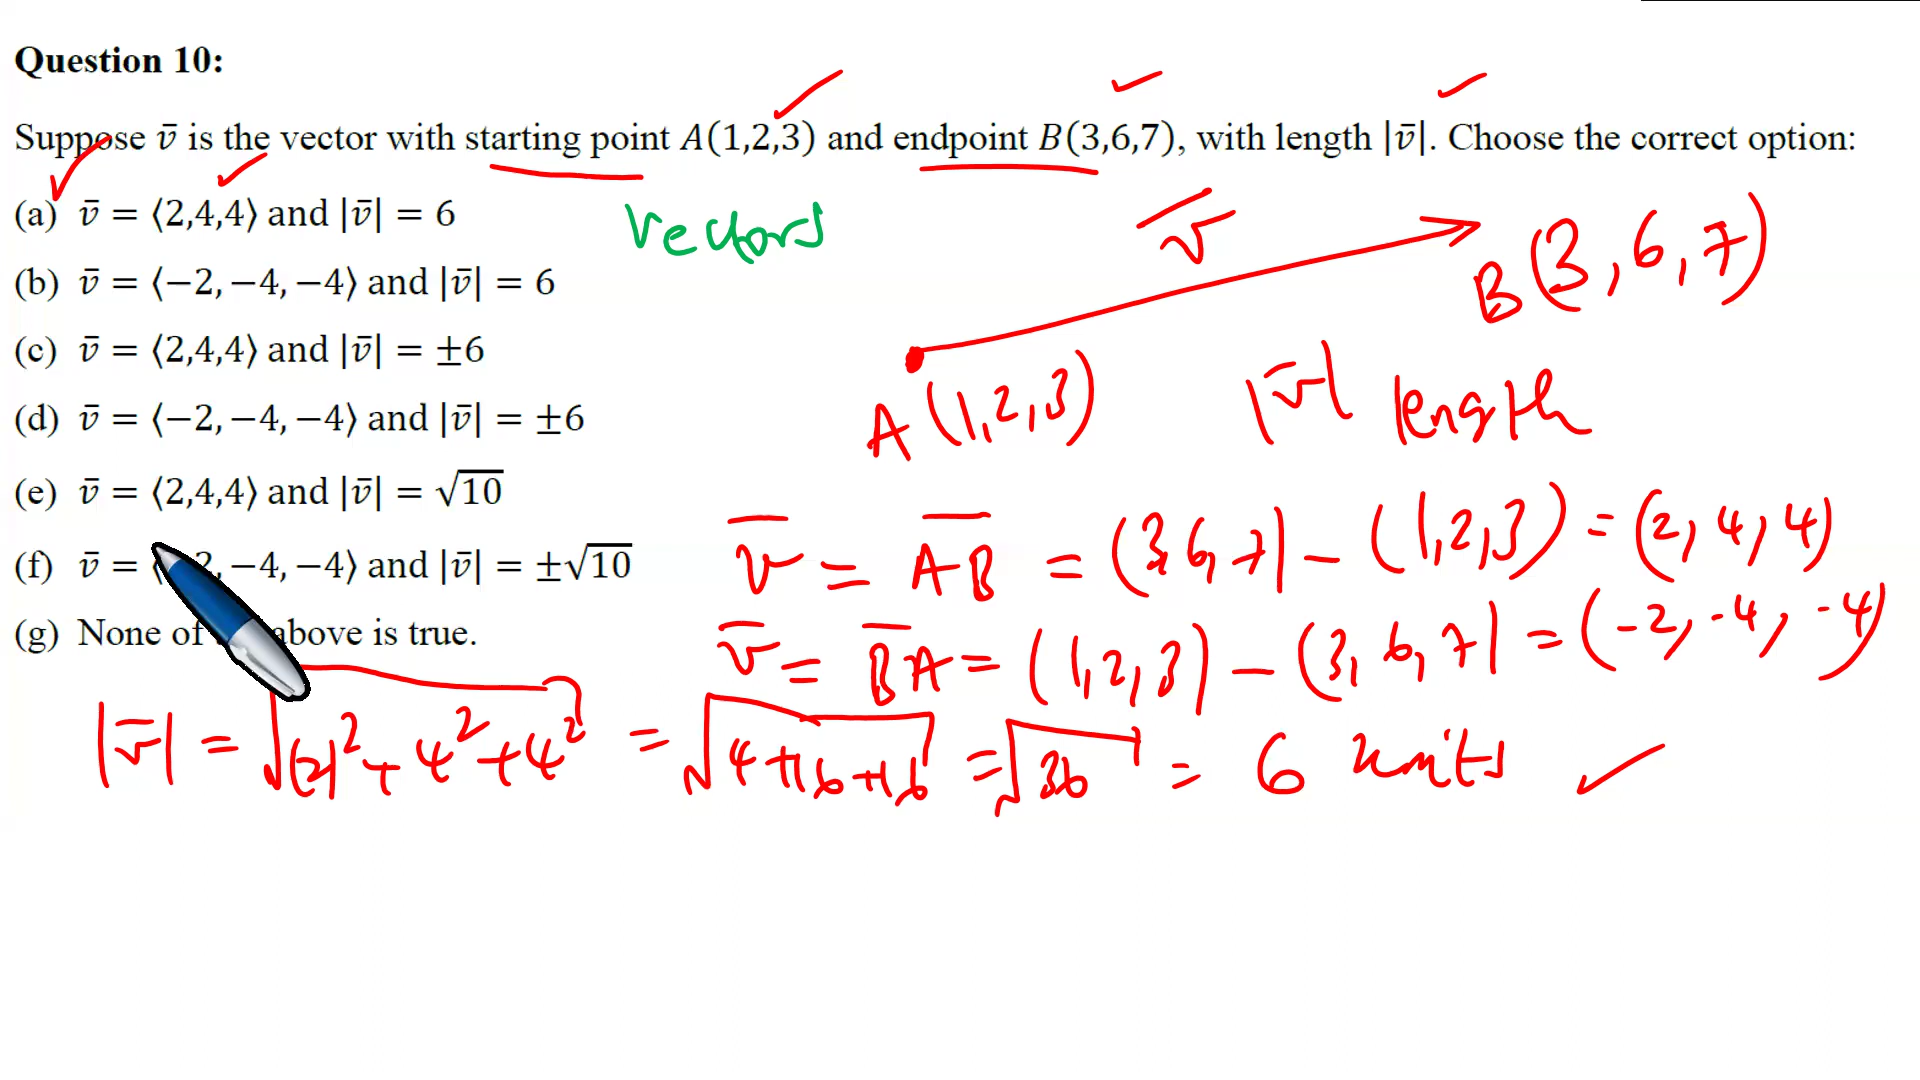 Question 10:
Suppose v̄ is the vector with starting point A(1,2,3) and endpoint B(3,6,7), with length |v̄|. Choose the correct option:
(a) v̄ = ⟨2,4,4⟩ and |v̄| = 6
vectors
v̄
B(3,6,7)
(b) v̄ = ⟨−2,−4,−4⟩ and |v̄| = 6
(c) v̄ = ⟨2,4,4⟩ and |v̄| = ±6
A(1,2,3)
|v̄| length
(d) v̄ = ⟨−2,−4,−4⟩ and |v̄| = ±6
(e) v̄ = ⟨2,4,4⟩ and |v̄| = √10
v̄ = AB = (3,6,7) − (1,2,3) = (2,4,4)
(f) v̄ = 2,−4,−4⟩ and |v̄| = ±√10
(g) None of above is true.
v̄ = BA = (1,2,3) − (3,6,7) = (-2,-4,-4)
|v̄| = √(2)²+4²+4² = √4+16+16 = √36 = 6 units